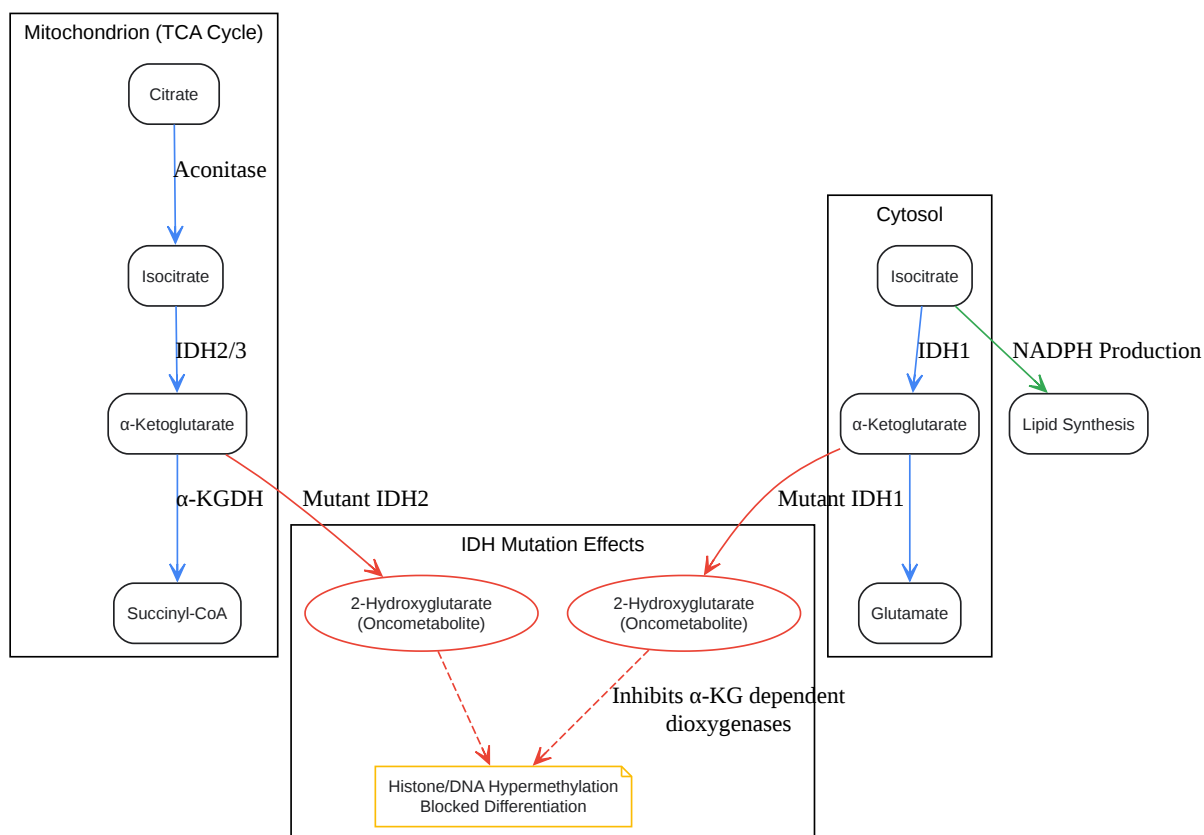 Mitochondrion (TCA Cycle)
Citrate
Aconitase
Isocitrate
IDH2/3
α-Ketoglutarate
α-KGDH
Succinyl-CoA
Cytosol
Isocitrate
IDH1
NADPH Production
α-Ketoglutarate
Lipid Synthesis
Glutamate
Mutant IDH2
Mutant IDH1
IDH Mutation Effects
2-Hydroxyglutarate
(Oncometabolite)
2-Hydroxyglutarate
(Oncometabolite)
Inhibits α-KG dependent
dioxygenases
Histone/DNA Hypermethylation
Blocked Differentiation